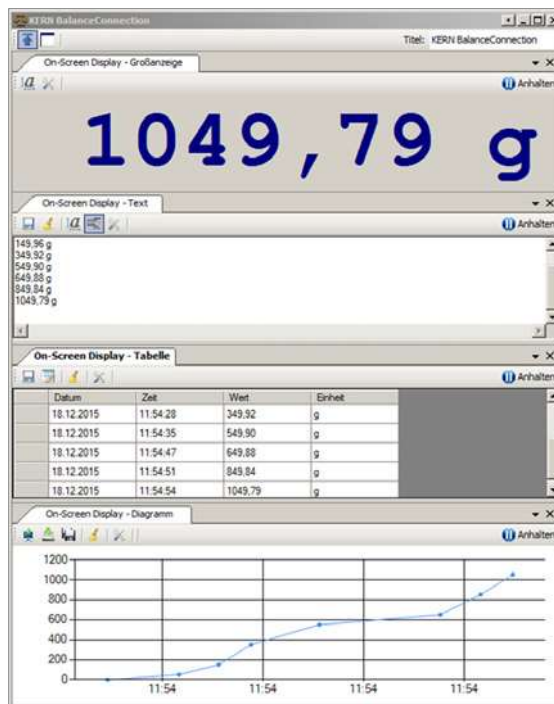 KERN BalanceConnection
Titel: KERN BalanceConnection
On-Screen Display - Großanzeige
Anhalten
1049,79 g
On-Screen Display - Text
Anhalten
149,96 g
349,92 g
549,90 g
649,88 g
849,84 g
1049,79 g
On-Screen Display - Tabelle
Anhalten
Datum Zeit Wert Einheit
18.12.2015 11:54:28 349,92 g
18.12.2015 11:54:35 549,90 g
18.12.2015 11:54:47 649,88 g
18.12.2015 11:54:51 849,84 g
18.12.2015 11:54:54 1049,79 g
On-Screen Display - Diagramm
Anhalten
1200
1000
800
600
400
200
0
11:54 11:54 11:54 11:54